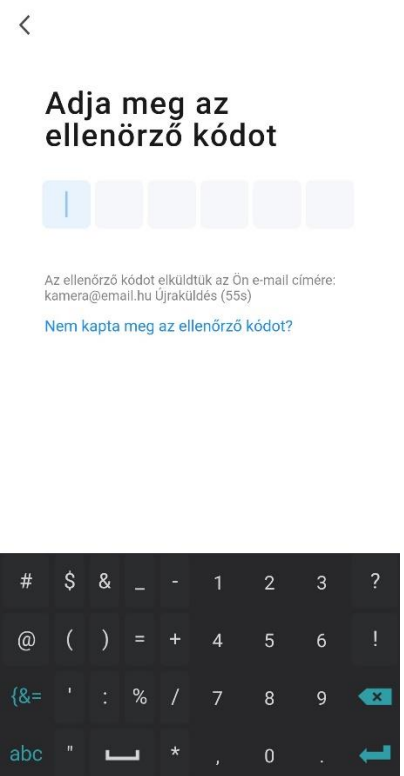 Adja meg az
ellenörző kódot
Az ellenőrző kódot elküldtük az Ön e-mail címére:
kamera@email.hu Újraküldés (55s)
Nem kapta meg az ellenőrző kódot?
# $ & _ - 1 2 3 ?
@ ( ) = + 4 5 6 !
{&= ' : % / 7 8 9
abc " * , 0 .